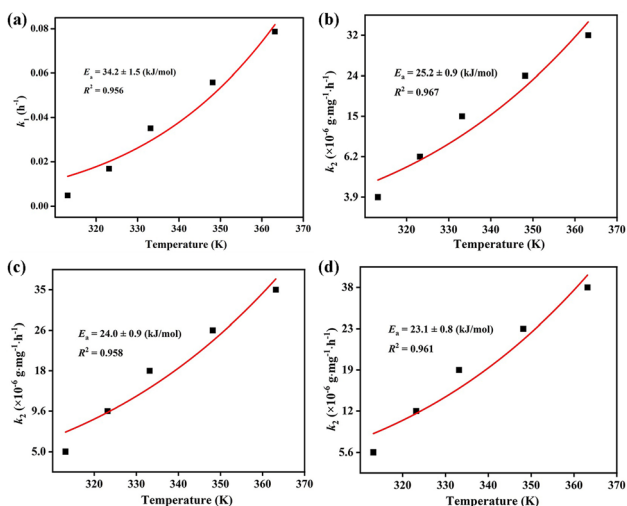 (a)
0.08
0.06
0.04
0.02
0.00
k₁ (h⁻¹)
Eₐ = 34.2 ± 1.5 (kJ/mol)
R² = 0.956
320 330 340 350 360 370
Temperature (K)
(b)
32
24
15
6.2
3.9
k₂ (×10⁻⁶ g·mg⁻¹·h⁻¹)
Eₐ = 25.2 ± 0.9 (kJ/mol)
R² = 0.967
320 330 340 350 360 370
Temperature (K)
(c)
35
26
18
9.6
5.0
k₂ (×10⁻⁶ g·mg⁻¹·h⁻¹)
Eₐ = 24.0 ± 0.9 (kJ/mol)
R² = 0.958
320 330 340 350 360 370
Temperature (K)
(d)
38
23
19
12
5.6
k₂ (×10⁻⁶ g·mg⁻¹·h⁻¹)
Eₐ = 23.1 ± 0.8 (kJ/mol)
R² = 0.961
320 330 340 350 360 370
Temperature (K)